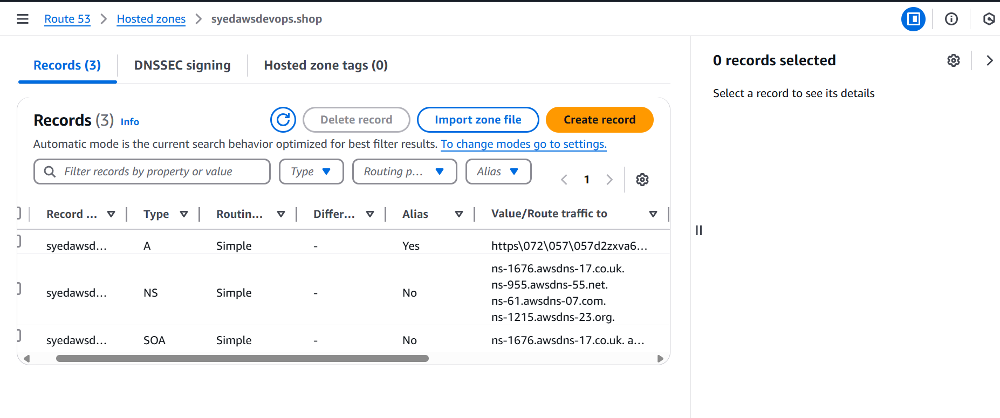 Route 53 Hosted zones syedawsdevops.shop
Records (3) DNSSEC signing Hosted zone tags (0)
Records (3) Info Delete record Import zone file Create record
Automatic mode is the current search behavior optimized for best filter results. To change modes go to settings.
Filter records by property or value Type Routing p... Alias 1
Record ... Type Routin... Differ... Alias Value/Route traffic to
syedawsd... A Simple - Yes https\072\057\057d2zxva6...
syedawsd... NS Simple - No ns-1676.awsdns-17.co.uk.
ns-955.awsdns-55.net.
ns-61.awsdns-07.com.
ns-1215.awsdns-23.org.
syedawsd... SOA Simple - No ns-1676.awsdns-17.co.uk. a...
0 records selected
Select a record to see its details